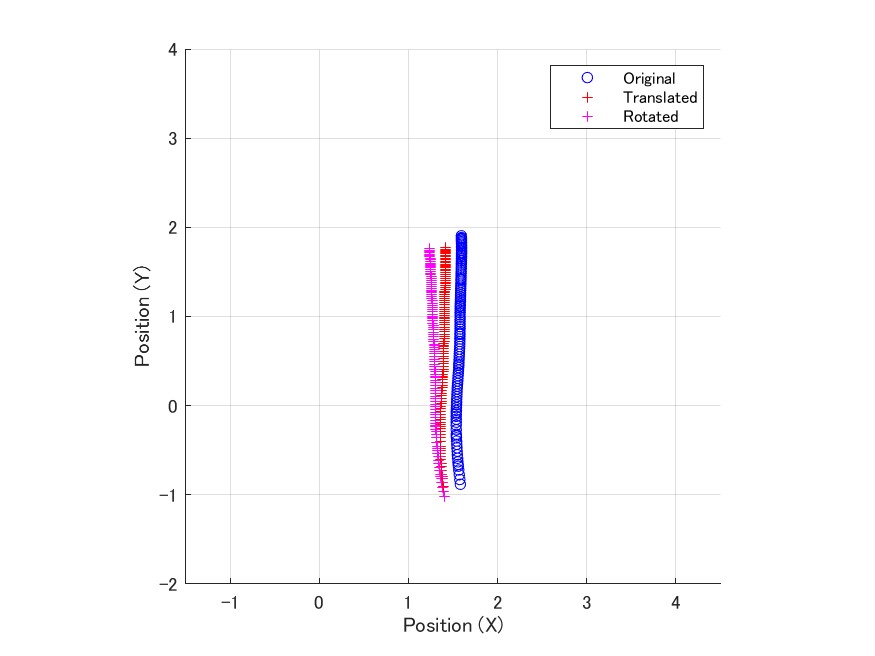 4
3
2
1
0
−1
−2
−1
0
1
2
3
4
Position (X)
Position (Y)
Original
Translated
Rotated